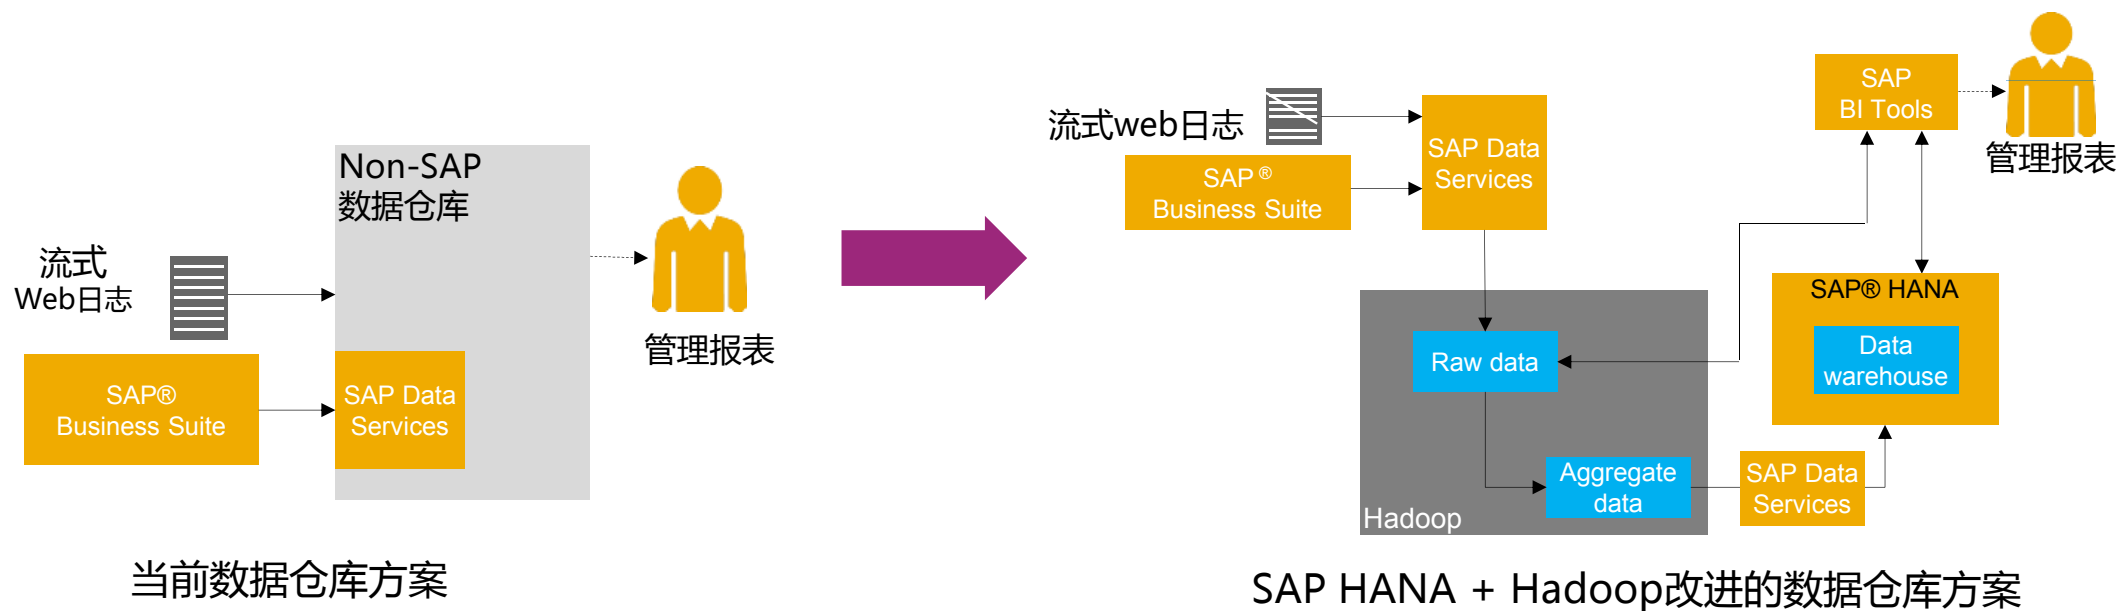 Non-SAP
数据仓库
流式
Web日志
SAP®
Business Suite
SAP Data
Services
管理报表
当前数据仓库方案
流式web日志
SAP ®
Business Suite
SAP Data
Services
SAP
BI Tools
管理报表
SAP® HANA
Data
warehouse
Raw data
Aggregate
data
SAP Data
Services
Hadoop
SAP HANA + Hadoop改进的数据仓库方案